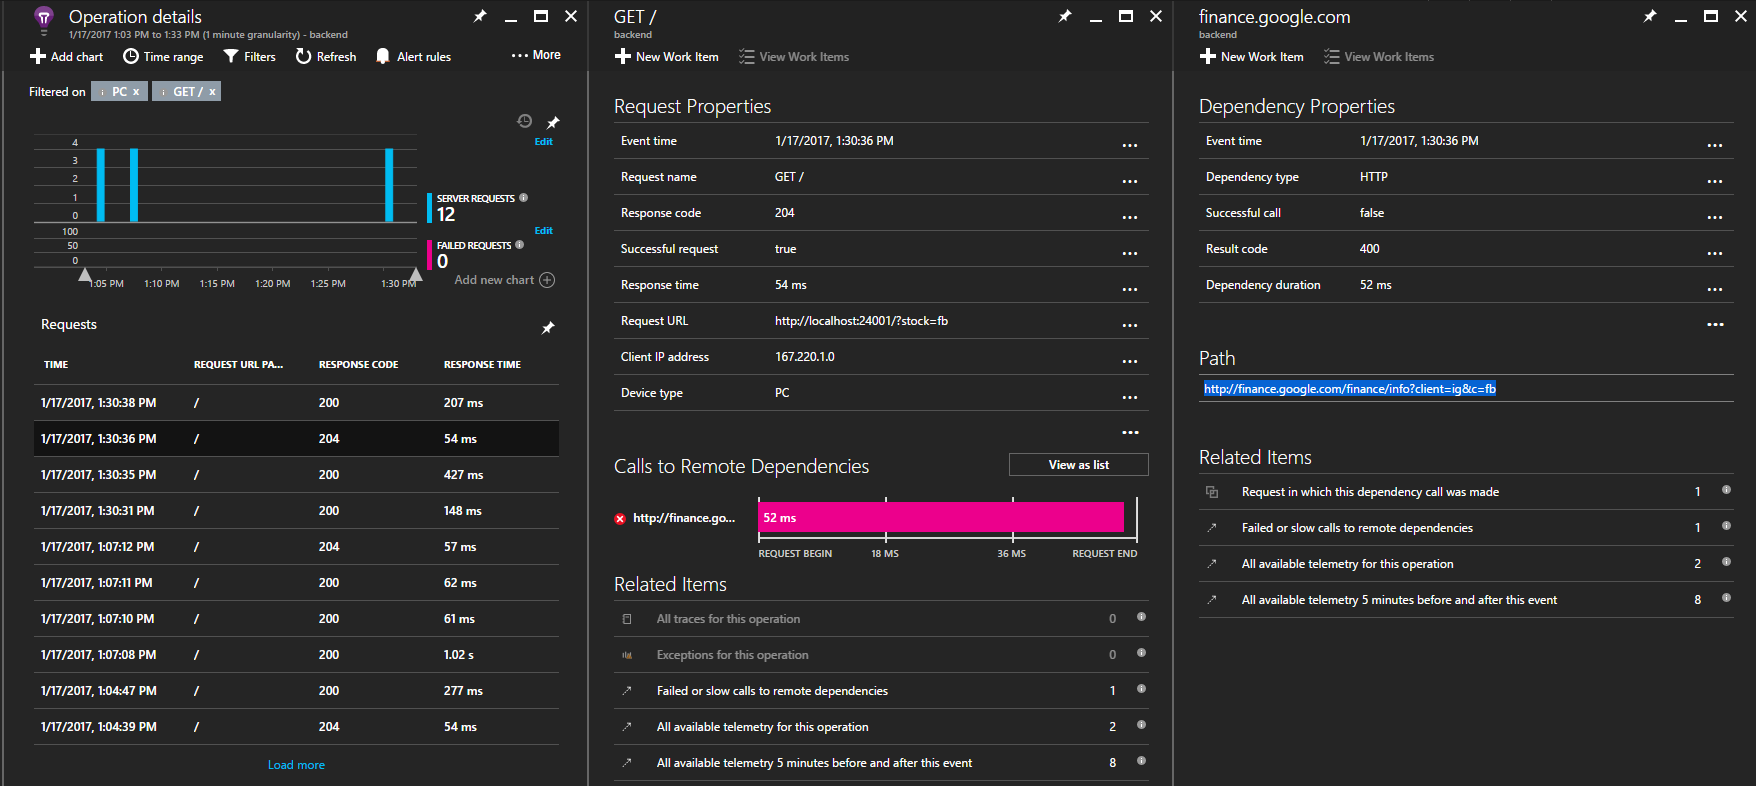 Operation details
1/17/2017 1:03 PM to 1:33 PM (1 minute granularity) - backend
Add chart
Time range
Filters
Refresh
Alert rules
More
Filtered on
PC x
GET / x
Edit
4
3
2
1
0
SERVER REQUESTS
12
100
50
0
Edit
FAILED REQUESTS
0
Add new chart
1:05 PM 1:10 PM 1:15 PM 1:20 PM 1:25 PM 1:30 PM
Requests
TIME REQUEST URL PA... RESPONSE CODE RESPONSE TIME
1/17/2017, 1:30:38 PM / 200 207 ms
1/17/2017, 1:30:36 PM / 204 54 ms
1/17/2017, 1:30:35 PM / 200 427 ms
1/17/2017, 1:30:31 PM / 200 148 ms
1/17/2017, 1:07:12 PM / 204 57 ms
1/17/2017, 1:07:11 PM / 200 62 ms
1/17/2017, 1:07:10 PM / 200 61 ms
1/17/2017, 1:07:08 PM / 200 1.02 s
1/17/2017, 1:04:47 PM / 200 277 ms
1/17/2017, 1:04:39 PM / 204 54 ms
Load more
GET /
backend
New Work Item
View Work Items
Request Properties
Event time 1/17/2017, 1:30:36 PM ...
Request name GET / ...
Response code 204 ...
Successful request true ...
Response time 54 ms ...
Request URL http://localhost:24001/?stock=fb ...
Client IP address 167.220.1.0 ...
Device type PC ...
...
Calls to Remote Dependencies
View as list
http://finance.go... 52 ms
REQUEST BEGIN 18 MS 36 MS REQUEST END
Related Items
All traces for this operation 0
Exceptions for this operation 0
Failed or slow calls to remote dependencies 1
All available telemetry for this operation 2
All available telemetry 5 minutes before and after this event 8
finance.google.com
backend
New Work Item
View Work Items
Dependency Properties
Event time 1/17/2017, 1:30:36 PM ...
Dependency type HTTP ...
Successful call false ...
Result code 400 ...
Dependency duration 52 ms ...
...
Path
http://finance.google.com/finance/info?client=ig&c=fb
Related Items
Request in which this dependency call was made 1
Failed or slow calls to remote dependencies 1
All available telemetry for this operation 2
All available telemetry 5 minutes before and after this event 8